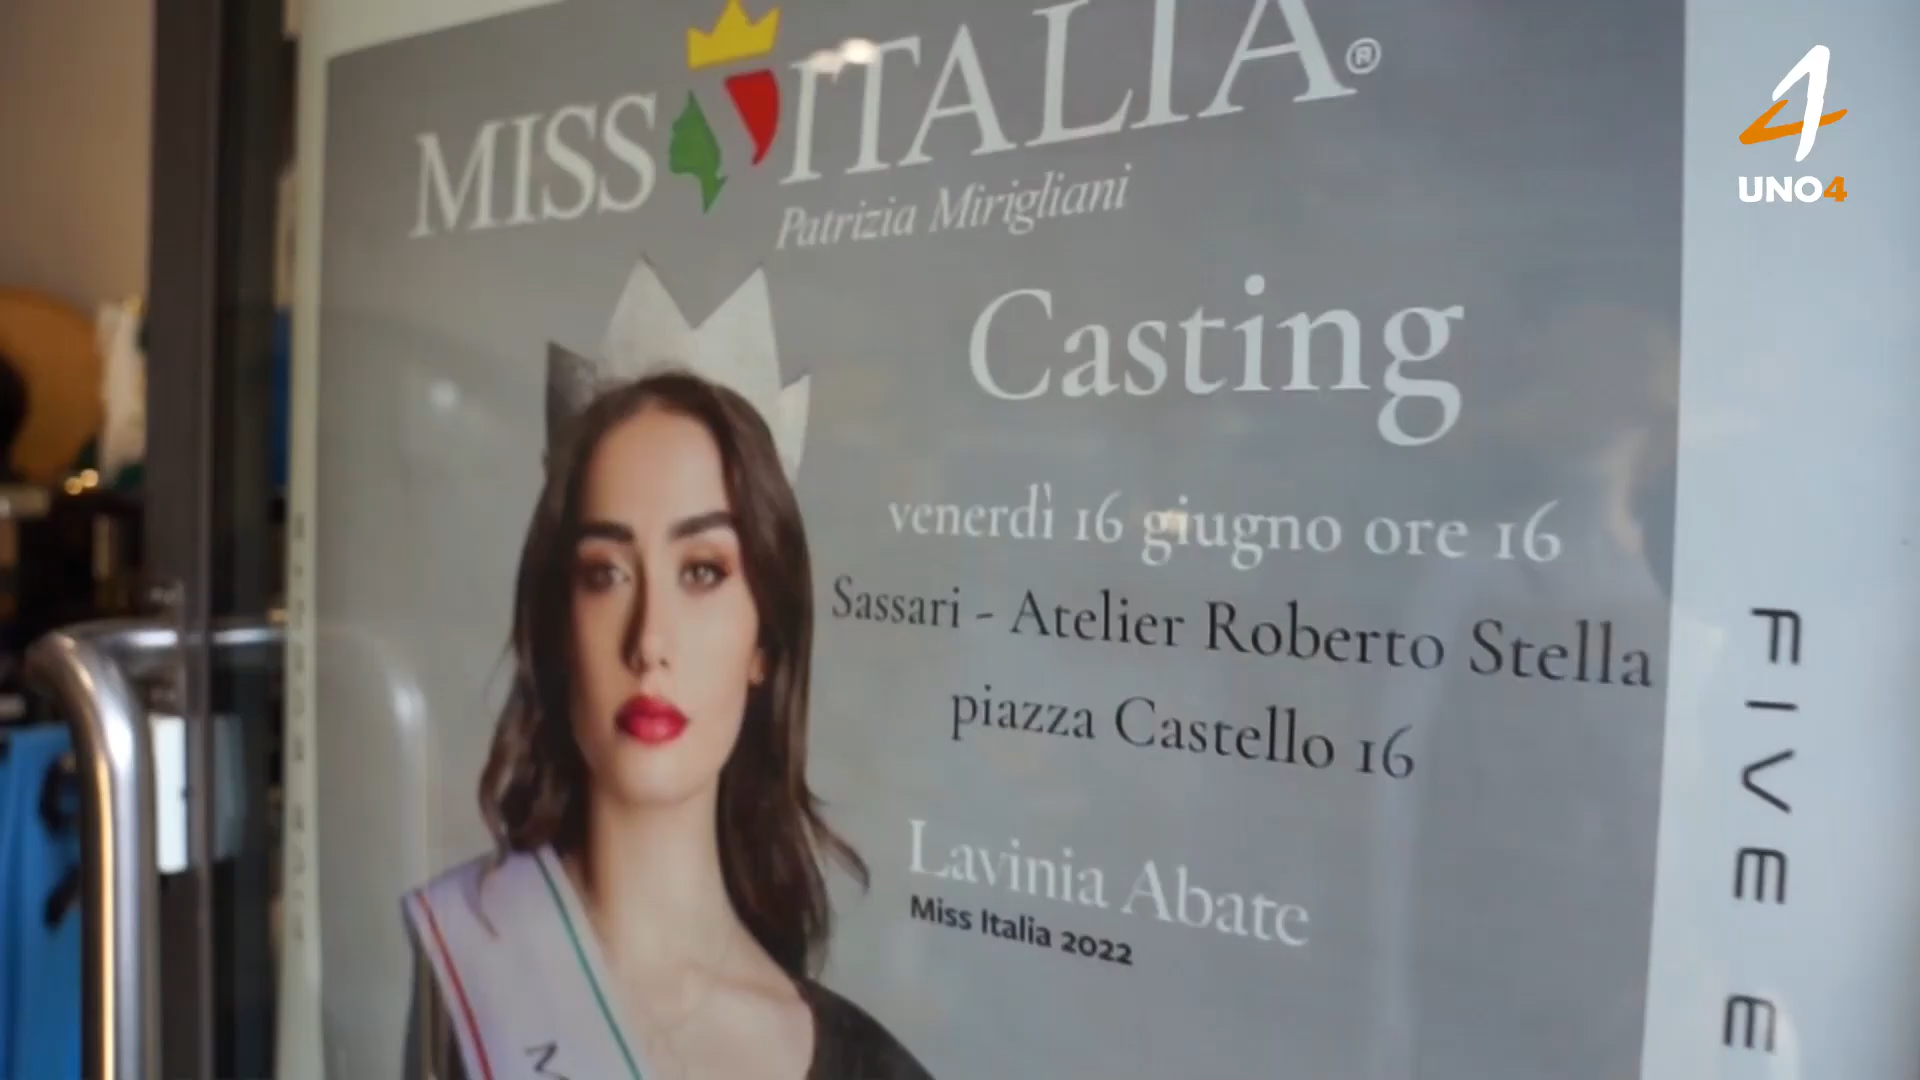 MISS ITALIA®
Patrizia Mirigliani
Casting
venerdì 16 giugno ore 16
Sassari - Atelier Roberto Stella
piazza Castello 16
Lavinia Abate
Miss Italia 2022
FIVE E
UNO4